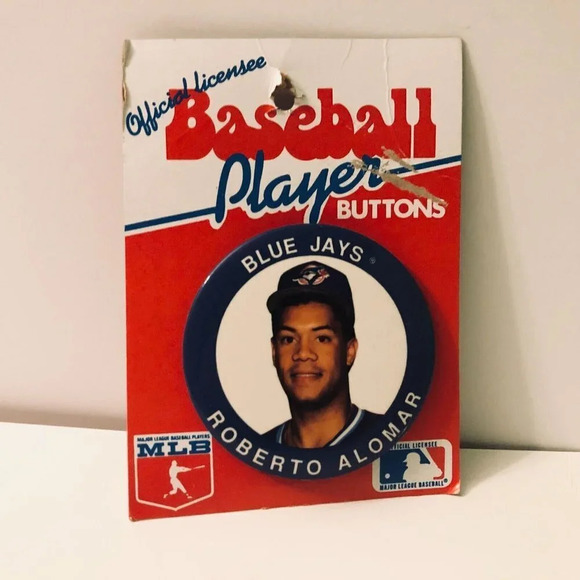 Official Licensee
Baseball
Player
BUTTONS
BLUE JAYS
ROBERTO ALOMAR
MAJOR LEAGUE BASEBALL PLAYERS
MLB
OFFICIAL LICENSEE
MAJOR LEAGUE BASEBALL